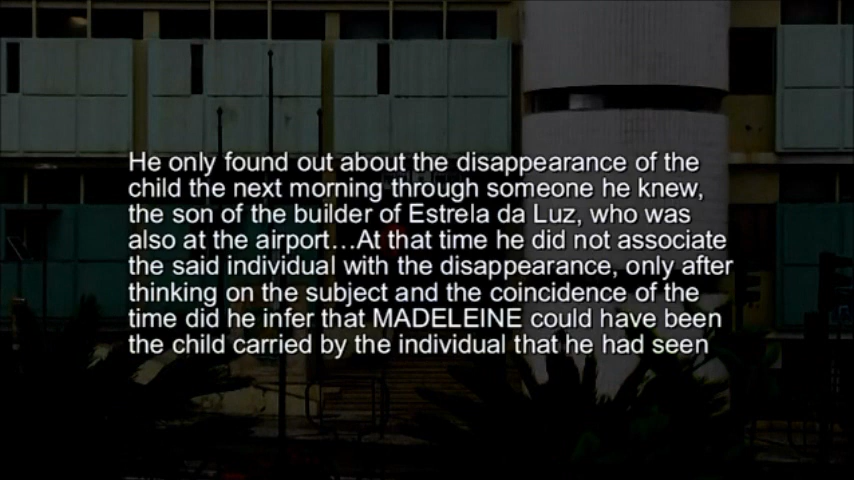 He only found out about the disappearance of the
child the next morning through someone he knew,
the son of the builder of Estrela da Luz, who was
also at the airport…At that time he did not associate
the said individual with the disappearance, only after
thinking on the subject and the coincidence of the
time did he infer that MADELEINE could have been
the child carried by the individual that he had seen